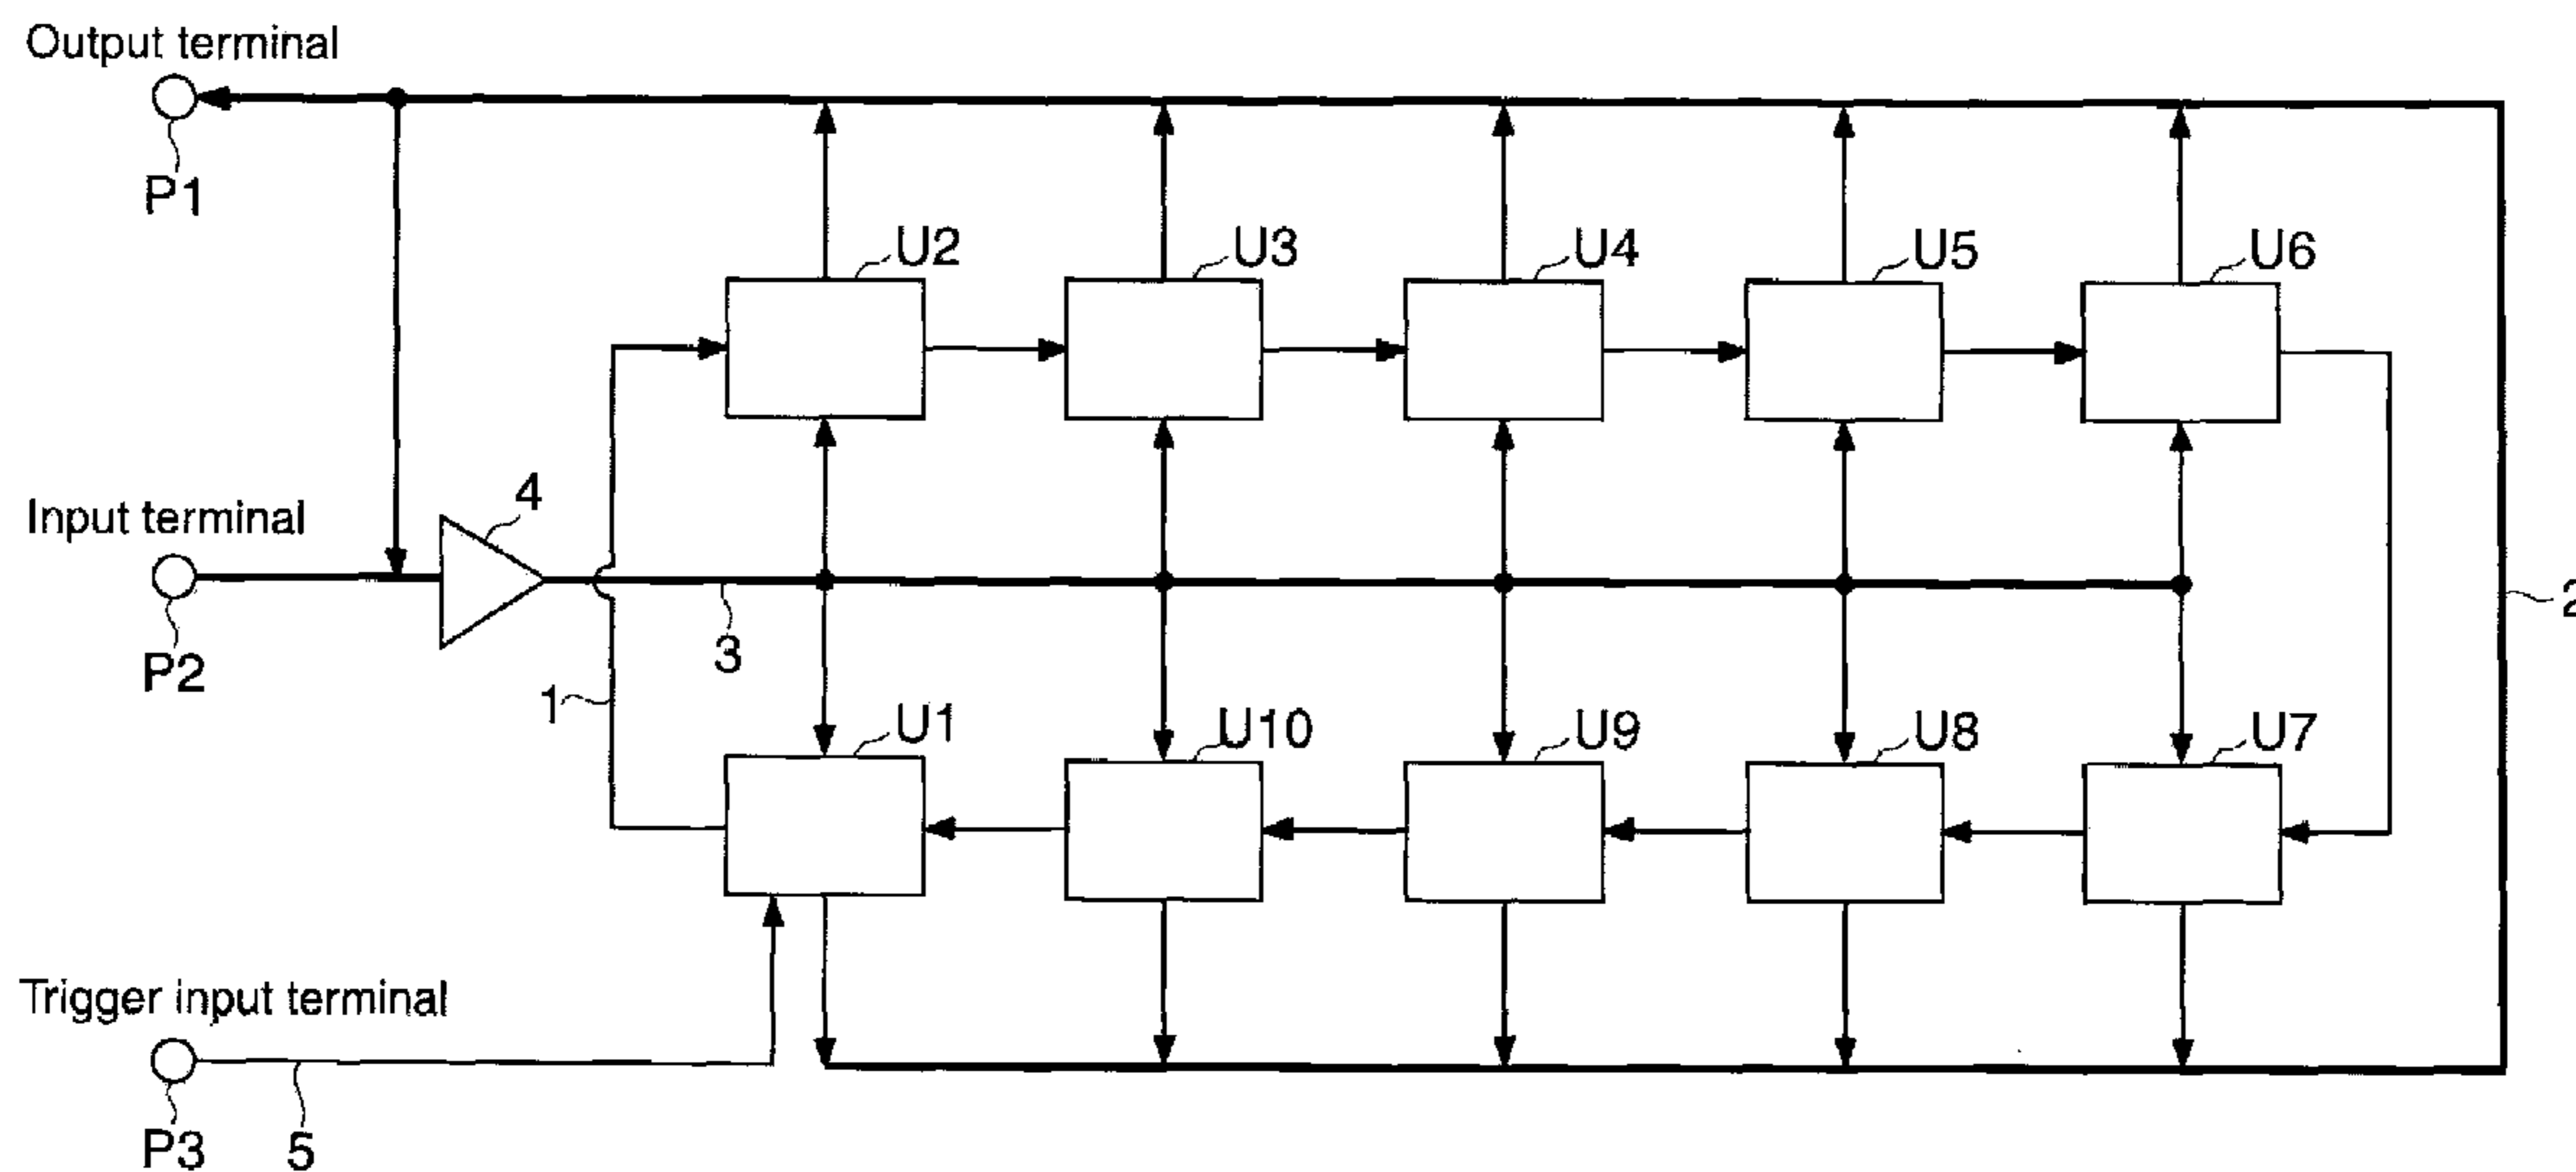 Output terminal
P1
U2
U3
U4
U5
U6
Input terminal
4
P2
3
2
1
U1
U10
U9
U8
U7
Trigger input terminal
P3
5